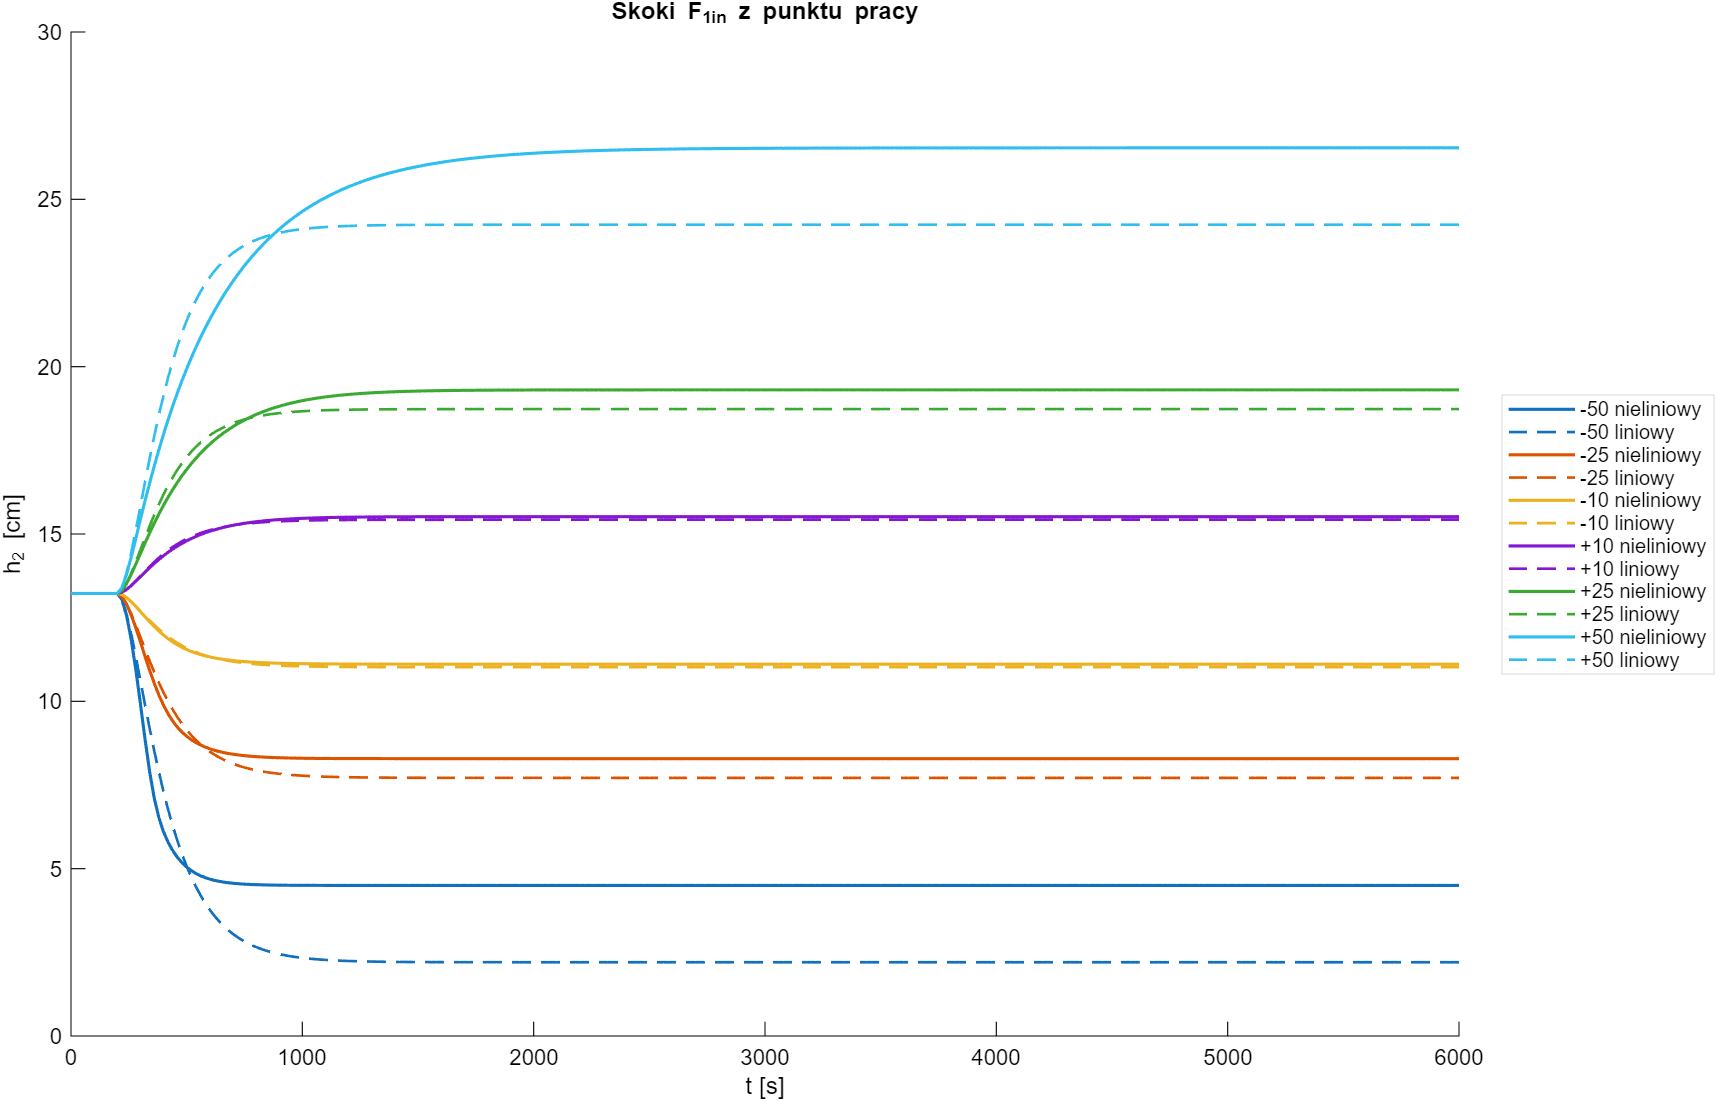 Skoki F1in z punktu pracy
30
25
20
15
10
5
0
h2 [cm]
0 1000 2000 3000 4000 5000 6000
t [s]
-50 nieliniowy
-50 liniowy
-25 nieliniowy
-25 liniowy
-10 nieliniowy
-10 liniowy
+10 nieliniowy
+10 liniowy
+25 nieliniowy
+25 liniowy
+50 nieliniowy
+50 liniowy